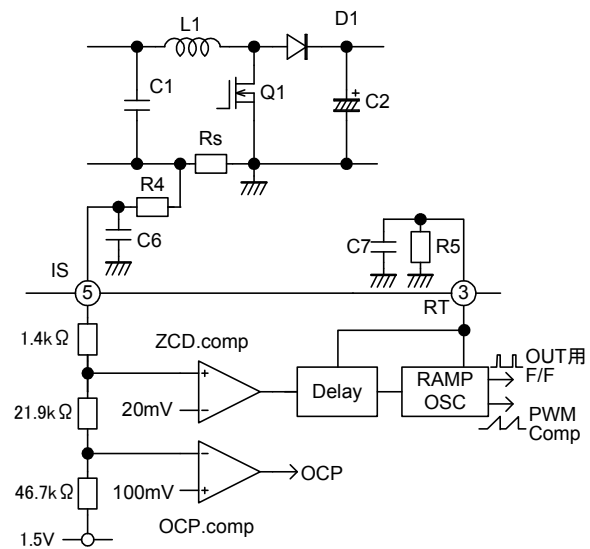 D1
L1
C1
Q1
C2
Rs
R4
C6
C7
R5
IS
5
3
RT
1.4kΩ
ZCD.comp
+
20mV
−
Delay
RAMP
OSC
OUT用
F/F
PWM
Comp
21.9kΩ
−
100mV
+
OCP
OCP.comp
46.7kΩ
1.5V
+